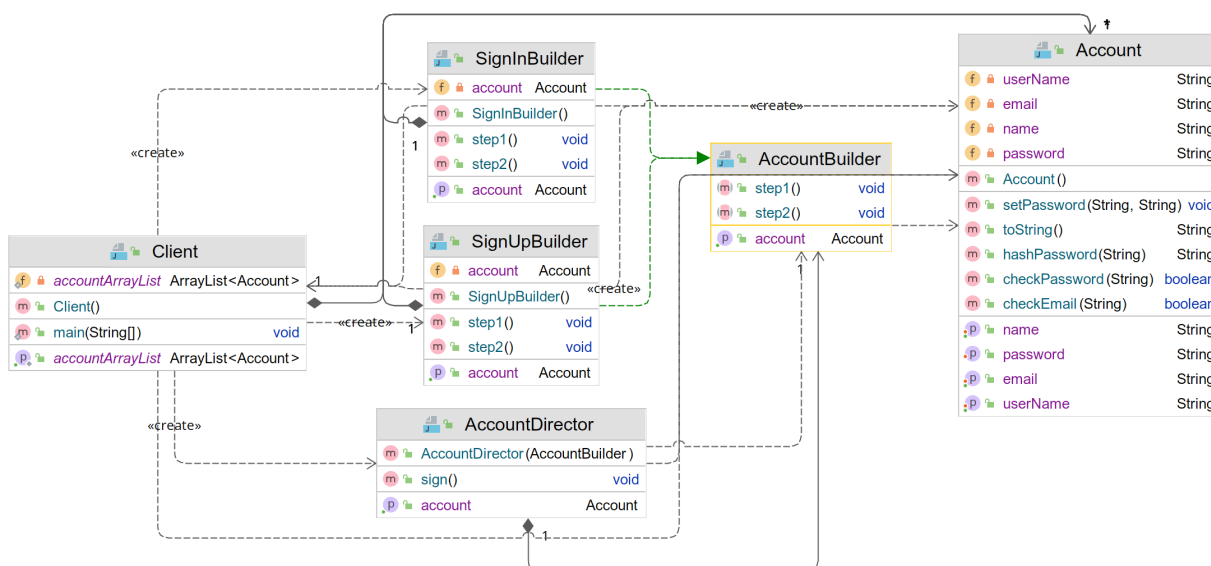 SignInBuilder
account Account
SignInBuilder()
step1() void
step2() void
account Account
«create»
1
«create»
*
Account
userName String
email String
name String
password String
Account()
setPassword(String, String) void
toString() String
hashPassword(String) String
checkPassword(String) boolean
checkEmail(String) boolean
name String
password String
email String
userName String
AccountBuilder
step1() void
step2() void
account Account
1
SignUpBuilder
account Account
SignUpBuilder()
step1() void
step2() void
account Account
«create»
1
Client
accountArrayList ArrayList<Account>
Client()
main(String[]) void
accountArrayList ArrayList<Account>
1
«create»
«create»
AccountDirector
AccountDirector(AccountBuilder)
sign() void
account Account
1